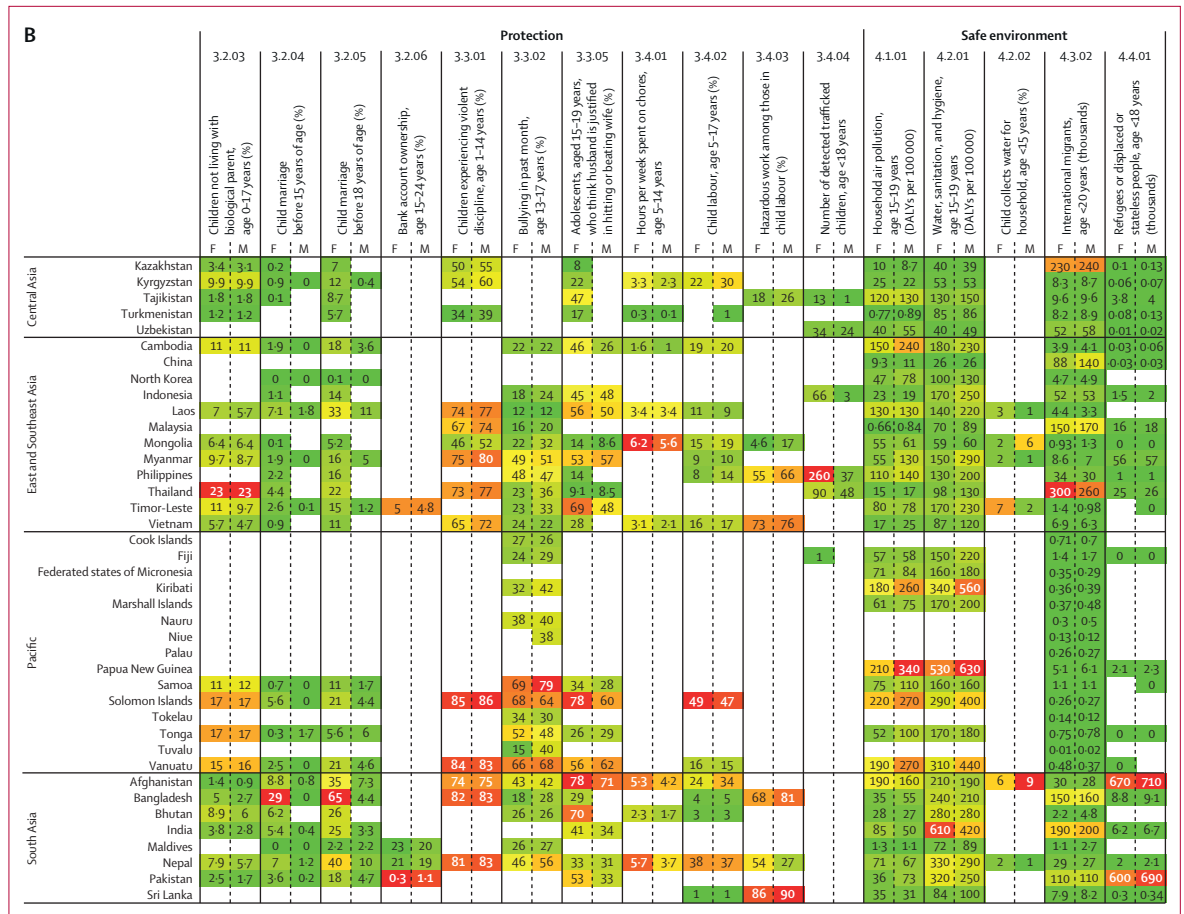 B
Protection
Safe environment
3·2·03 3·2·04 3·2·05 3·2·06 3·3·01 3·3·02 3·3·05 3·4·01 3·4·02 3·4·03 3·4·04 4·1·01 4·2·01 4·2·02 4·3·02 4·4·01
Children not living with
biological parent,
age 0–17 years (%)
Child marriage
before 15 years of age (%)
Child marriage
before 18 years of age (%)
Bank account ownership,
age 15–24 years (%)
Children experiencing violent
discipline, age 1–14 years (%)
Bullying in past month,
age 13–17 years (%)
Adolescents, aged 15–19 years,
who think husband is justified
in hitting or beating wife (%)
Hours per week spent on chores,
age 5–14 years
Child labour, age 5–17 years (%)
Hazardous work among those in
child labour (%)
Number of detected trafficked
children, age <18 years
Household air pollution,
age 15–19 years
(DALYs per 100 000)
Water, sanitation, and hygiene,
age 15–19 years
(DALYs per 100 000)
Child collects water for
household, age <15 years (%)
International migrants,
age <20 years (thousands)
Refugees or displaced or
stateless people, age <18 years
(thousands)
F M F M F M F M F M F M F M F M F M F M F M F M F M F M F M F M
Central Asia
Kazakhstan 3·4 3·1 0·2 7 50 55 8 10 8·7 40 39 230 240 0·1 0·13
Kyrgyzstan 9·9 9·9 0·9 0 12 0·4 54 60 22 3·3 2·3 22 30 25 22 53 53 8·3 8·7 0·06 0·07
Tajikistan 1·8 1·8 0·1 8·7 47 18 26 13 1 120 130 130 150 9·6 9·6 3·8 4
Turkmenistan 1·2 1·2 5·7 34 39 17 0·3 0·1 1 0·77 0·89 85 86 8·2 8·9 0·08 0·13
Uzbekistan 34 24 40 55 40 49 52 58 0·01 0·02
East and Southeast Asia
Cambodia 11 11 1·9 0 18 3·6 22 22 46 26 1·6 1 19 20 150 240 180 230 3·9 4·1 0·03 0·06
China 9·3 11 26 26 88 140 0·03 0·03
North Korea 0 0 0·1 0 47 78 100 130 4·7 4·9
Indonesia 1·1 14 18 24 45 48 66 3 23 19 170 250 52 53 1·5 2
Laos 7 5·7 7·1 1·8 33 11 74 77 12 12 56 50 3·4 3·4 11 9 130 130 140 220 3 1 4·4 3·3
Malaysia 67 74 16 20 0·66 0·84 70 89 150 170 16 18
Mongolia 6·4 6·4 0·1 5·2 46 52 22 32 14 8·6 6·2 5·6 15 19 4·6 17 55 61 59 60 2 6 0·93 1·3 0 0
Myanmar 9·7 8·7 1·9 0 16 5 75 80 49 51 53 57 9 10 55 130 150 290 2 1 8·6 7 56 57
Philippines 2·2 16 48 47 14 8 14 55 66 260 37 110 140 130 200 34 30 1 1
Thailand 23 23 4·4 22 73 77 23 36 9·1 8·5 90 48 15 17 98 130 300 260 25 26
Timor-Leste 11 9·7 2·6 0·1 15 1·2 5 4·8 23 33 69 48 80 78 170 230 7 2 1·4 0·98 0
Vietnam 5·7 4·7 0·9 11 65 72 24 22 28 3·1 2·1 16 17 73 76 17 25 87 120 6·9 6·3
Pacific
Cook Islands 27 26 0·71 0·7
Fiji 24 29 1 57 58 150 220 1·4 1·7 0 0
Federated states of Micronesia 71 84 160 180 0·35 0·29
Kiribati 32 42 180 260 340 560 0·36 0·39
Marshall Islands 61 75 170 200 0·37 0·48
Nauru 38 40 0·3 0·5
Niue 38 0·13 0·12
Palau 0·26 0·27
Papua New Guinea 210 340 530 630 5·1 6·1 2·1 2·3
Samoa 11 12 0·7 0 11 1·7 69 79 34 28 75 110 160 160 1·1 1·1 0
Solomon Islands 17 17 5·6 0 21 4·4 85 86 68 64 78 60 49 47 220 270 290 400 0·26 0·27
Tokelau 34 30 0·14 0·12
Tonga 17 17 0·3 1·7 5·6 6 52 48 26 29 52 100 170 180 0·75 0·78 0 0
Tuvalu 15 40 0·01 0·02
Vanuatu 15 16 2·5 0 21 4·6 84 83 66 68 56 62 16 15 190 270 310 440 0·48 0·37 0
South Asia
Afghanistan 1·4 0·9 8·8 0·8 35 7·3 74 75 43 42 78 71 5·3 4·2 24 34 190 160 210 190 6 9 30 28 670 710
Bangladesh 5 2·7 29 0 65 4·4 82 83 18 28 29 4 5 68 81 35 55 240 210 150 160 8·8 9·1
Bhutan 8·9 6 6·2 26 26 26 70 2·3 1·7 3 3 28 27 280 280 2·2 4·8
India 3·8 2·8 5·4 0·4 25 3·3 41 34 85 50 610 420 190 200 6·2 6·7
Maldives 0 0 2·2 2·2 23 20 26 27 1·3 1·1 72 89 1·1 2·7
Nepal 7·9 5·7 7 1·2 40 10 21 19 81 83 46 56 33 31 5·7 3·7 38 37 54 27 71 67 330 290 2 1 29 27 2 2·1
Pakistan 2·5 1·7 3·6 0·2 18 4·7 0·3 1·1 53 33 36 73 320 250 110 110 600 690
Sri Lanka 1 1 86 90 35 31 84 100 7·9 8·2 0·3 0·34